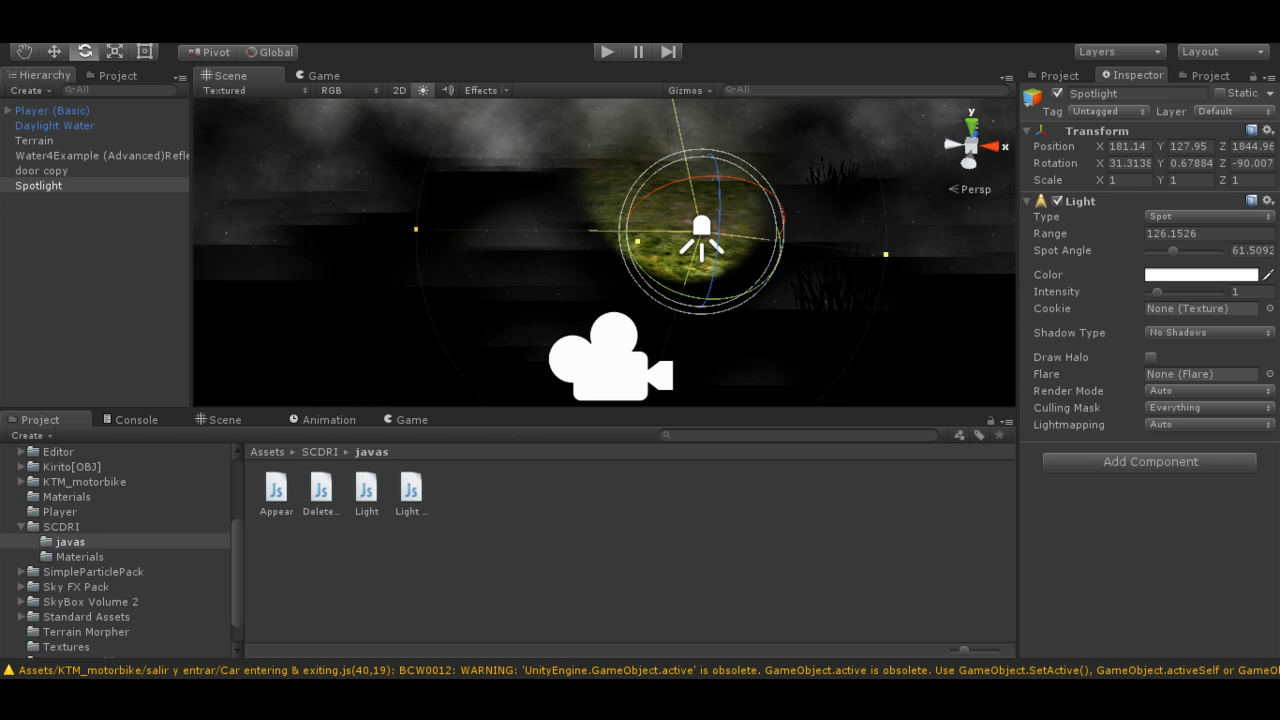 Pivot Global Layers Layout
Hierarchy Project Scene Game Project Inspector Project
Create All Textured RGB 2D Effects Gizmos All Spotlight Static
Player (Basic) Tag Untagged Layer Default
Daylight Water y Transform
Terrain x Position X 181.14 Y 127.95 Z 1844.96
Water4Example (Advanced)Refle Rotation X 31.3138 Y 0.67884 Z -90.007
door copy Scale X 1 Y 1 Z 1
Spotlight Persp Light
Type Spot
Range 126.1526
Spot Angle 61.5092
Color
Intensity 1
Cookie None (Texture)
Shadow Type No Shadows
Draw Halo
Flare None (Flare)
Render Mode Auto
Culling Mask Everything
Lightmapping Auto
Add Component
Project Console Scene Animation Game
Create
Editor Assets SCDRI javas
Kirito[OBJ]
KTM_motorbike
Materials
Player
SCDRI
javas
Materials
SimpleParticlePack
Sky FX Pack
SkyBox Volume 2
Standard Assets
Terrain Morpher
Textures
Js Js Js Js
Appear Delete... Light Light ...
Assets/KTM_motorbike/salir y entrar/Car entering & exiting.js(40,19): BCW0012: WARNING: 'UnityEngine.GameObject.active' is obsolete. GameObject.active is obsolete. Use GameObject.SetActive(), GameObject.activeSelf or GameO